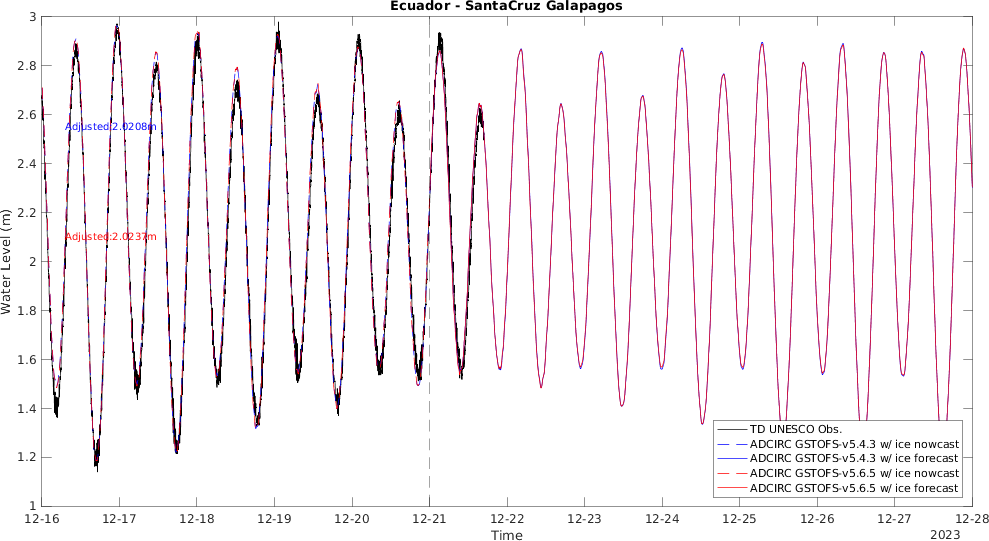 Ecuador - SantaCruz Galapagos
Water Level (m)
3
2.8
2.6
2.4
2.2
2
1.8
1.6
1.4
1.2
1
Adjusted:2.0208m
Adjusted:2.0237m
TD UNESCO Obs.
ADCIRC GSTOFS-v5.4.3 w/ ice nowcast
ADCIRC GSTOFS-v5.4.3 w/ ice forecast
ADCIRC GSTOFS-v5.6.5 w/ ice nowcast
ADCIRC GSTOFS-v5.6.5 w/ ice forecast
12-16 12-17 12-18 12-19 12-20 12-21 12-22 12-23 12-24 12-25 12-26 12-27 12-28
Time
2023